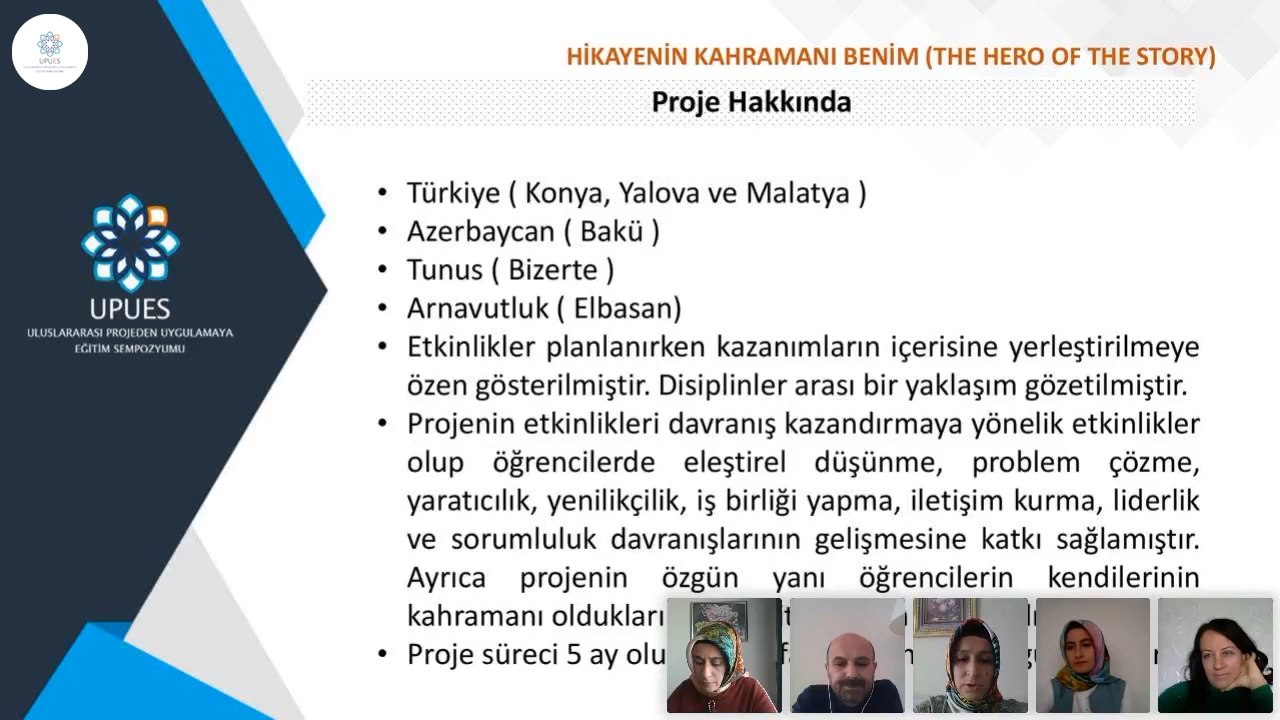 UPUES
HİKAYENİN KAHRAMANI BENİM (THE HERO OF THE STORY)
Proje Hakkında
• Türkiye ( Konya, Yalova ve Malatya )
• Azerbaycan ( Bakü )
• Tunus ( Bizerte )
• Arnavutluk ( Elbasan)
• Etkinlikler planlanırken kazanımların içerisine yerleştirilmeye
özen gösterilmiştir. Disiplinler arası bir yaklaşım gözetilmiştir.
• Projenin etkinlikleri davranış kazandırmaya yönelik etkinlikler
olup öğrencilerde eleştirel düşünme, problem çözme,
yaratıcılık, yenilikçilik, iş birliği yapma, iletişim kurma, liderlik
ve sorumluluk davranışlarının gelişmesine katkı sağlamıştır.
Ayrıca projenin özgün yanı öğrencilerin kendilerinin
kahramanı oldukları
• Proje süreci 5 ay
UPUES
ULUSLARARASI PROJEDEN UYGULAMAYA
EĞİTİM SEMPOZYUMU